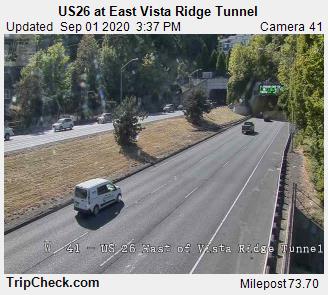 US26 at East Vista Ridge Tunnel
Updated Sep 01 2020 3:37 PM Camera 41
W 41 - US 26 East of Vista Ridge Tunnel
TripCheck.com Milepost73.70